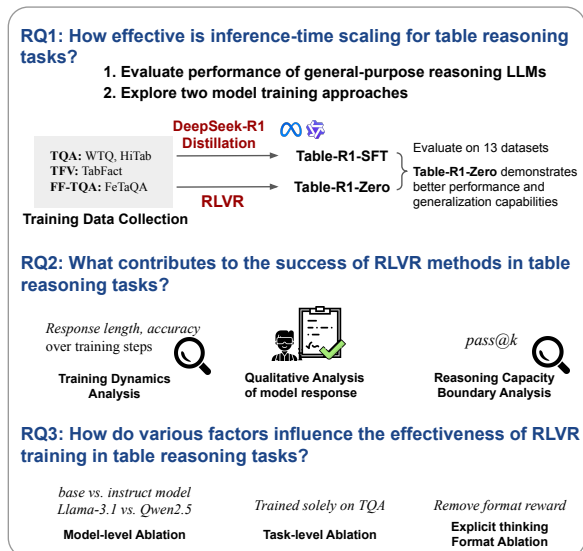 RQ1: How effective is inference-time scaling for table reasoning
tasks?
1. Evaluate performance of general-purpose reasoning LLMs
2. Explore two model training approaches
DeepSeek-R1
Distillation
TQA: WTQ, HiTab
TFV: TabFact
FF-TQA: FeTaQA
Training Data Collection
RLVR
Table-R1-SFT
Table-R1-Zero
Evaluate on 13 datasets
Table-R1-Zero demonstrates
better performance and
generalization capabilities
RQ2: What contributes to the success of RLVR methods in table
reasoning tasks?
Response length, accuracy
over training steps
Training Dynamics
Analysis
Qualitative Analysis
of model response
pass@k
Reasoning Capacity
Boundary Analysis
RQ3: How do various factors influence the effectiveness of RLVR
training in table reasoning tasks?
base vs. instruct model
Llama-3.1 vs. Qwen2.5
Model-level Ablation
Trained solely on TQA
Task-level Ablation
Remove format reward
Explicit thinking
Format Ablation